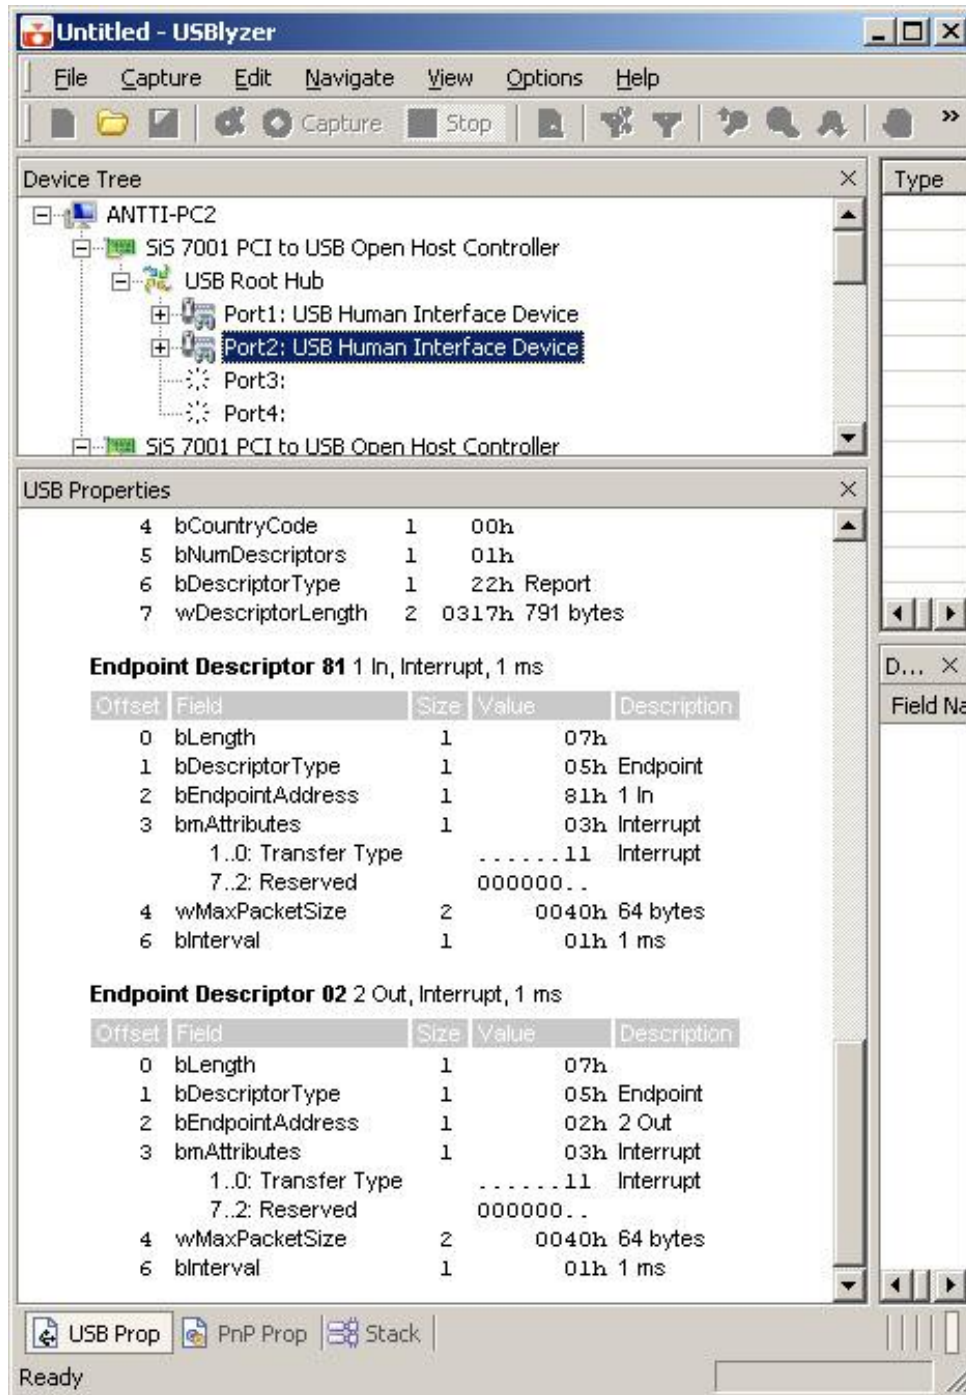 Untitled - USBlyzer
File Capture Edit Navigate View Options Help
Capture Stop »
Device Tree
ANTTI-PC2
SiS 7001 PCI to USB Open Host Controller
USB Root Hub
Port1: USB Human Interface Device
Port2: USB Human Interface Device
Port3:
Port4:
SiS 7001 PCI to USB Open Host Controller
Type
USB Properties
4 bCountryCode 1 00h
5 bNumDescriptors 1 01h
6 bDescriptorType 1 22h Report
7 wDescriptorLength 2 0317h 791 bytes
Endpoint Descriptor 81 1 In, Interrupt, 1 ms
Offset Field Size Value Description
0 bLength 1 07h
1 bDescriptorType 1 05h Endpoint
2 bEndpointAddress 1 81h 1 In
3 bmAttributes 1 03h Interrupt
1..0: Transfer Type ......11 Interrupt
7..2: Reserved 000000..
4 wMaxPacketSize 2 0040h 64 bytes
6 bInterval 1 01h 1 ms
Endpoint Descriptor 02 2 Out, Interrupt, 1 ms
Offset Field Size Value Description
0 bLength 1 07h
1 bDescriptorType 1 05h Endpoint
2 bEndpointAddress 1 02h 2 Out
3 bmAttributes 1 03h Interrupt
1..0: Transfer Type ......11 Interrupt
7..2: Reserved 000000..
4 wMaxPacketSize 2 0040h 64 bytes
6 bInterval 1 01h 1 ms
D...
Field Na
USB Prop PnP Prop Stack
Ready